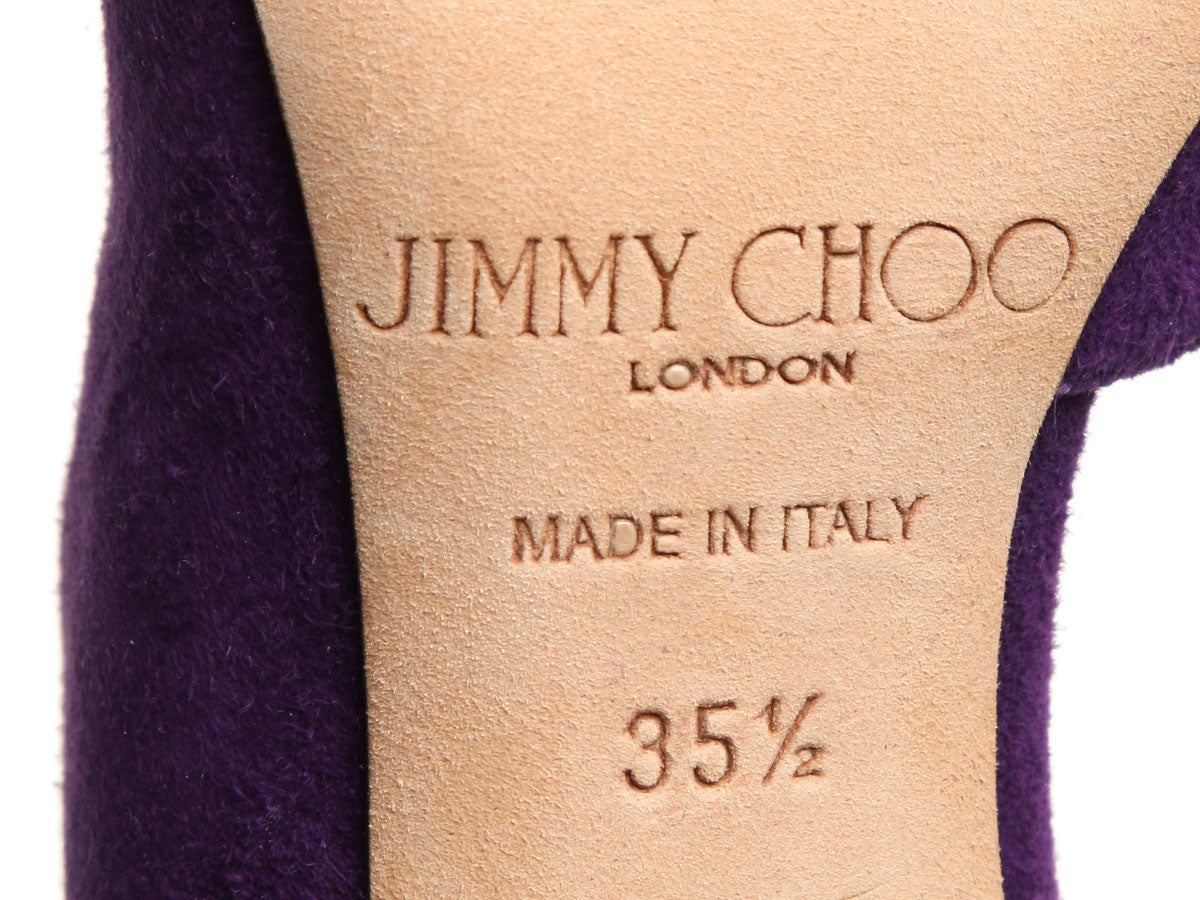 JIMMY CHOO
LONDON
MADE IN ITALY
35½